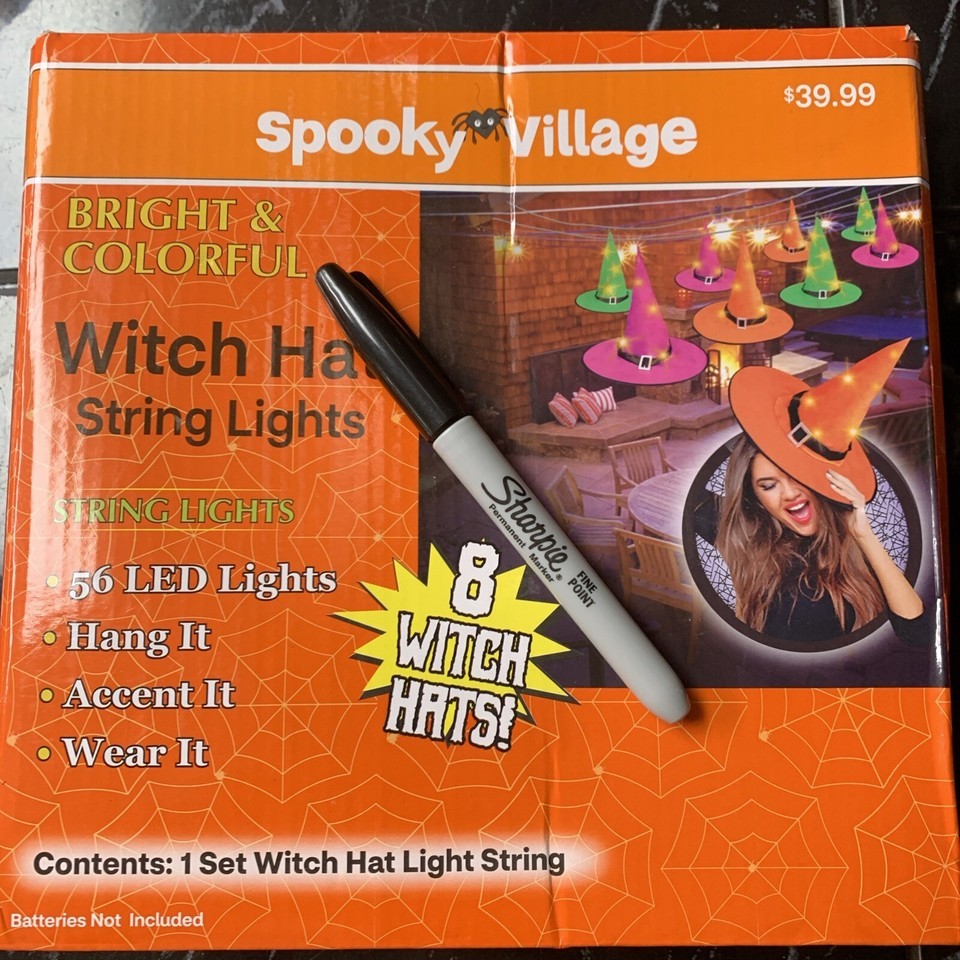 $39.99
Spooky Village
BRIGHT &
COLORFUL
Witch Ha
String Lights
STRING LIGHTS
• 56 LED Lights
• Hang It
• Accent It
• Wear It
8
WITCH
HATS!
Sharpie®
Permanent Marker
FINE
POINT
Contents: 1 Set Witch Hat Light String
Batteries Not Included